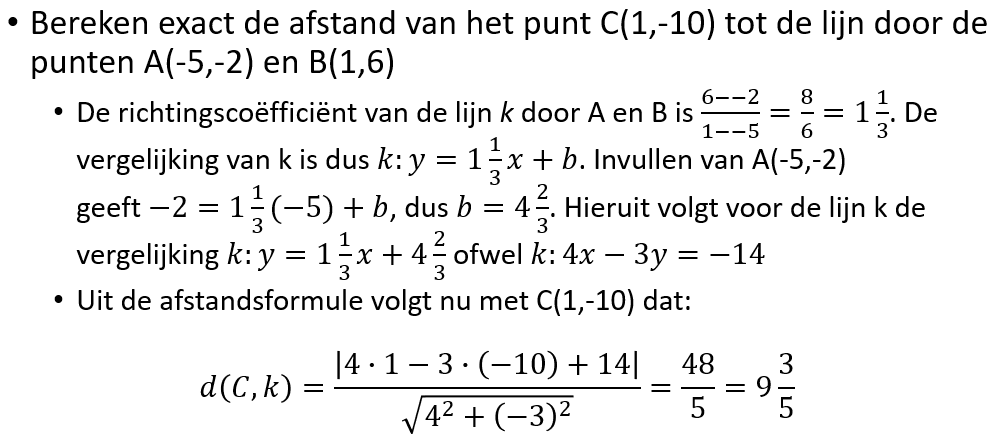 • Bereken exact de afstand van het punt C(1,-10) tot de lijn door de
punten A(-5,-2) en B(1,6)
• De richtingscoëfficiënt van de lijn k door A en B is \frac{6--2}{1--5} = \frac{8}{6} = 1\frac{1}{3}. De
vergelijking van k is dus k: y = 1\frac{1}{3}x + b. Invullen van A(-5,-2)
geeft −2 = 1\frac{1}{3}(−5) + b, dus b = 4\frac{2}{3}. Hieruit volgt voor de lijn k de
vergelijking k: y = 1\frac{1}{3}x + 4\frac{2}{3} ofwel k: 4x − 3y = −14
• Uit de afstandsformule volgt nu met C(1,-10) dat:
d(C, k) = \frac{|4 · 1 − 3 · (−10) + 14|}{\sqrt{4^2 + (−3)^2}} = \frac{48}{5} = 9\frac{3}{5}